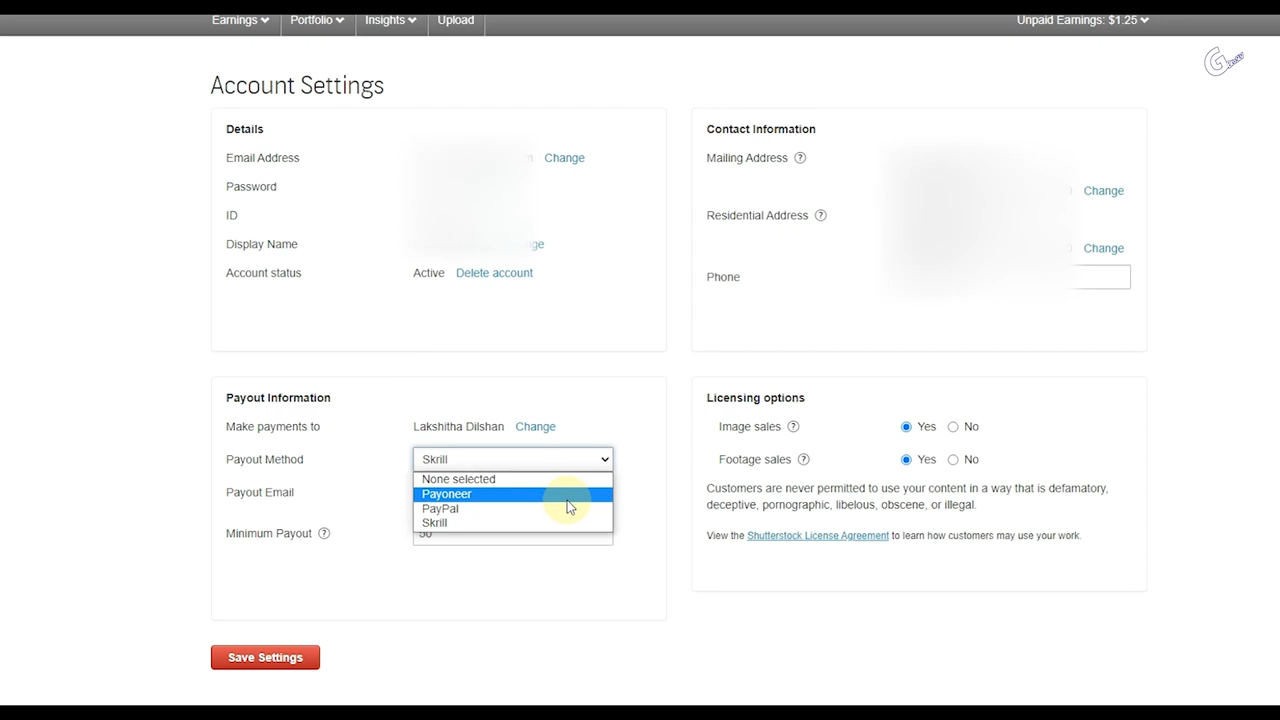 Earnings Portfolio Insights Upload Unpaid Earnings: $1.25
Account Settings
Details
Email Address Change
Password
ID
Display Name
Account status Active Delete account
Contact Information
Mailing Address ?
Change
Residential Address ?
Change
Phone
Payout Information
Make payments to Lakshitha Dilshan Change
Payout Method Skrill
None selected
Payoneer
PayPal
Skrill
Payout Email
Minimum Payout ? 50
Licensing options
Image sales ? Yes No
Footage sales ? Yes No
Customers are never permitted to use your content in a way that is defamatory,
deceptive, pornographic, libelous, obscene, or illegal.
View the Shutterstock License Agreement to learn how customers may use your work.
Save Settings